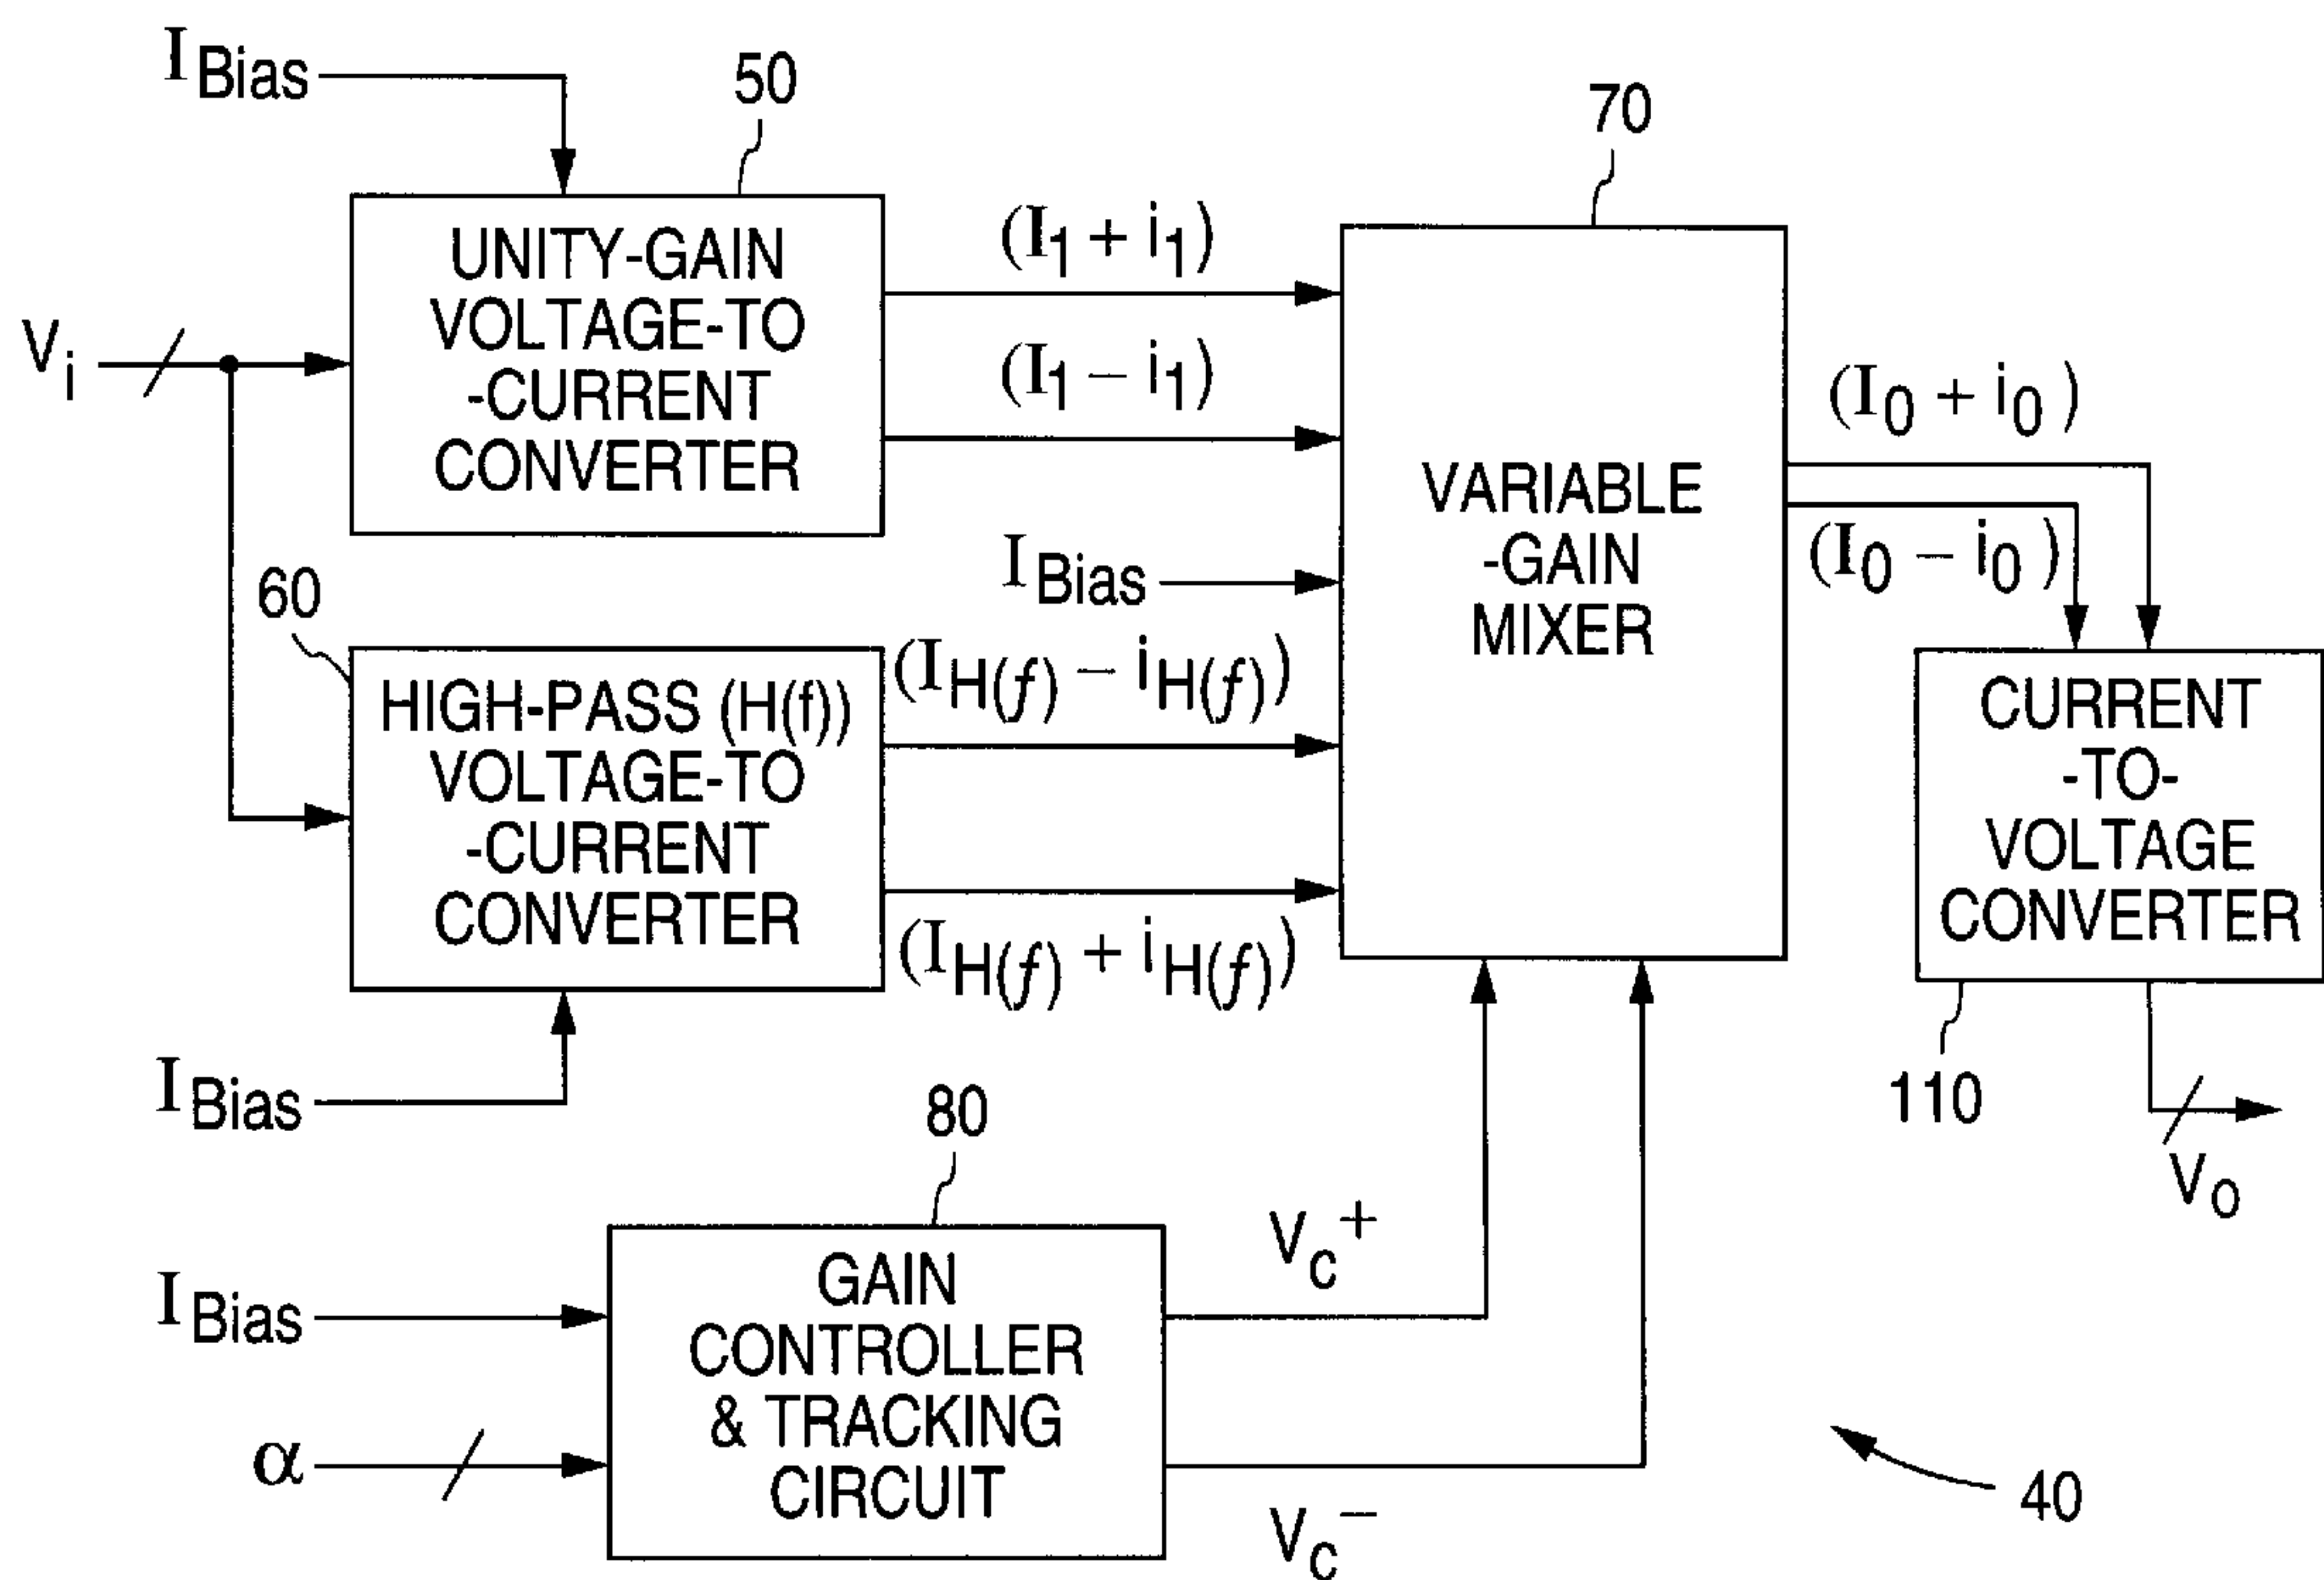 I Bias
50
UNITY-GAIN
VOLTAGE-TO
-CURRENT
CONVERTER
Vi
(I1 + i1)
(I1 − i1)
70
VARIABLE
-GAIN
MIXER
I Bias
60
HIGH-PASS (H(f))
VOLTAGE-TO
-CURRENT
CONVERTER
(IH(f) − iH(f))
(IH(f) + iH(f))
I Bias
(I0 + i0)
(I0 − i0)
CURRENT
-TO-
VOLTAGE
CONVERTER
110
Vo
80
I Bias
α
GAIN
CONTROLLER
& TRACKING
CIRCUIT
Vc+
Vc−
40